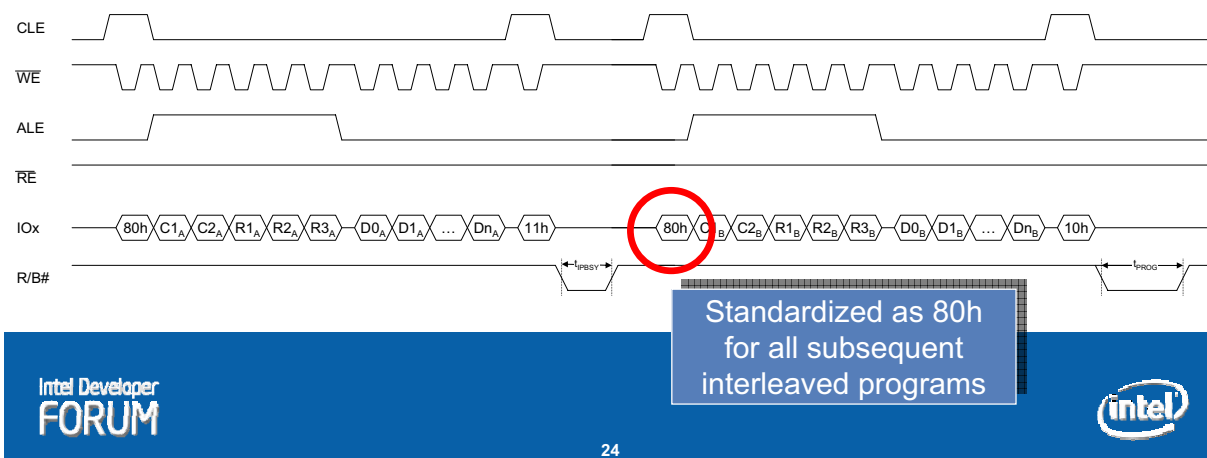 CLE
WE
ALE
RE
IOx 80h C1A C2A R1A R2A R3A D0A D1A ... DnA 11h 80h C1B C2B R1B R2B R3B D0B D1B ... DnB 10h
R/B# tIPBSY tPROG
Standardized as 80h
for all subsequent
interleaved programs
Intel Developer
FORUM
intel
24